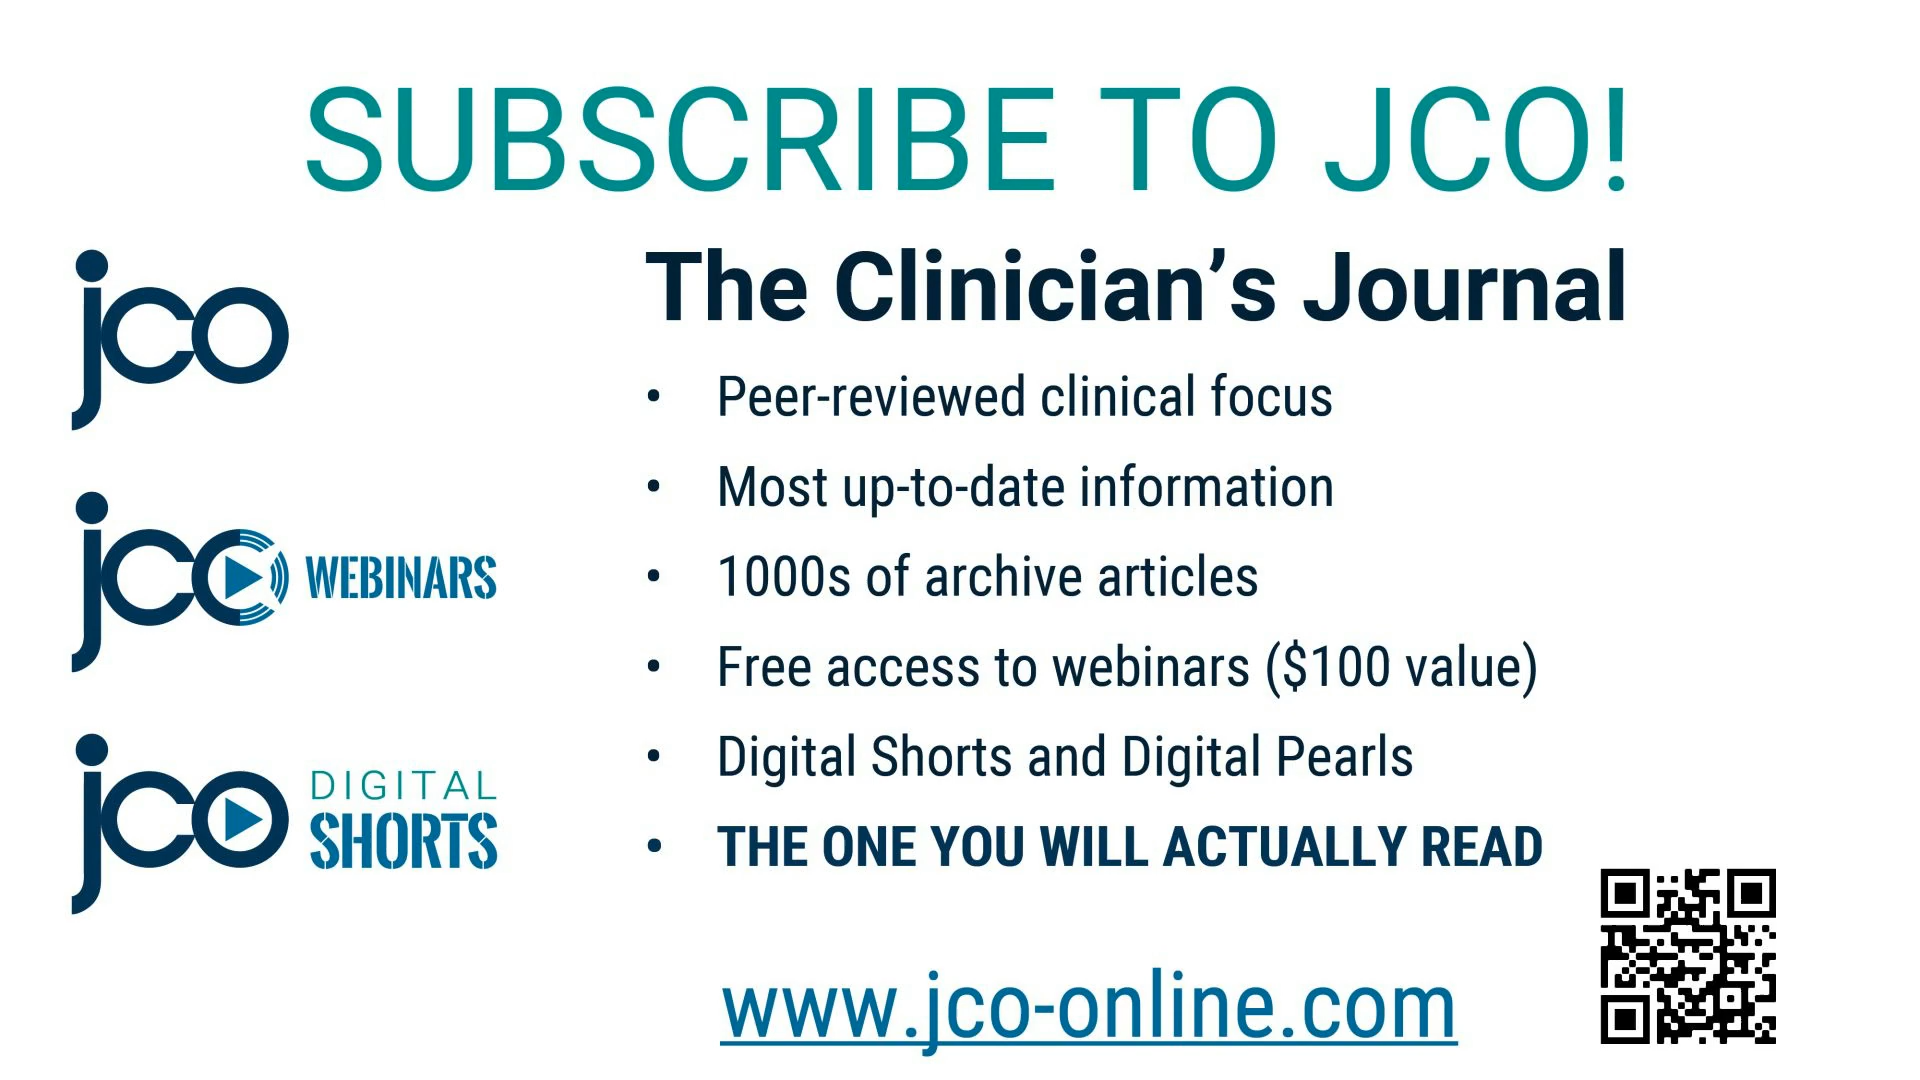 SUBSCRIBE TO JCO!
jco
The Clinician’s Journal
• Peer-reviewed clinical focus
• Most up-to-date information
jco WEBINARS
• 1000s of archive articles
• Free access to webinars ($100 value)
jco DIGITAL
SHORTS
• Digital Shorts and Digital Pearls
• THE ONE YOU WILL ACTUALLY READ
www.jco-online.com